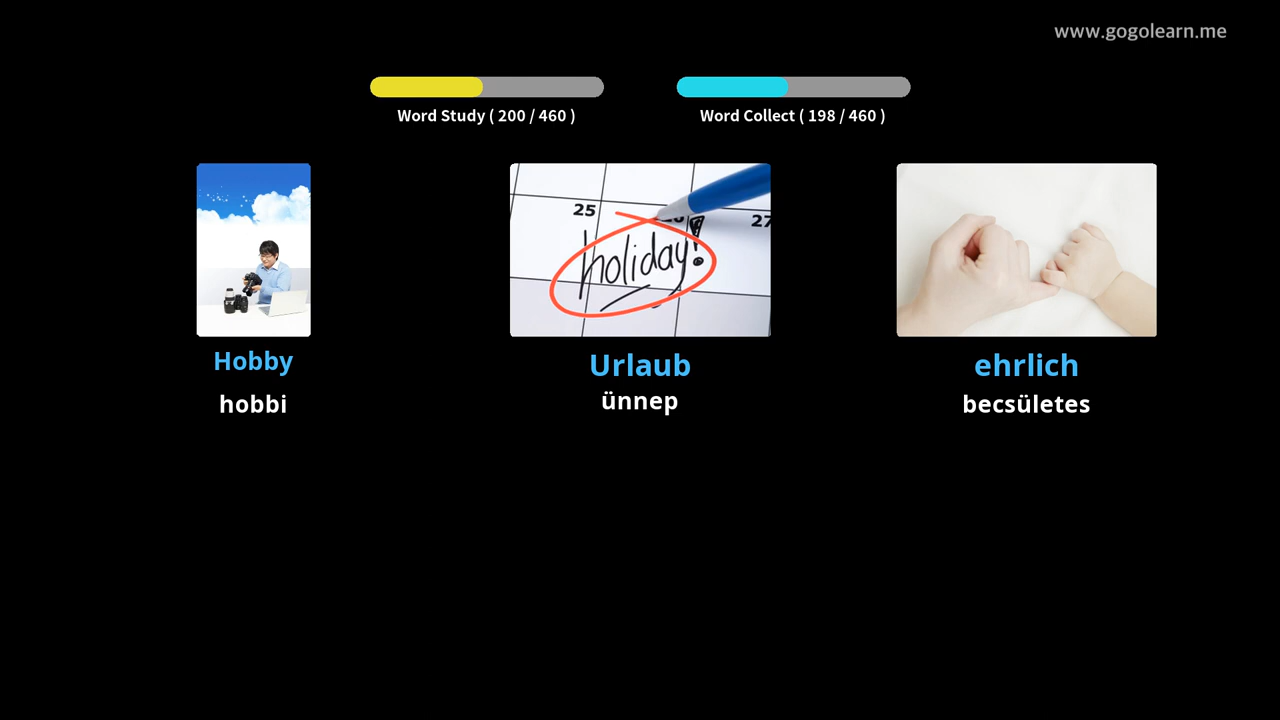 www.gogolearn.me
Word Study ( 200 / 460 )
Word Collect ( 198 / 460 )
25
27
holiday!
Hobby
Urlaub
ehrlich
hobbi
ünnep
becsületes